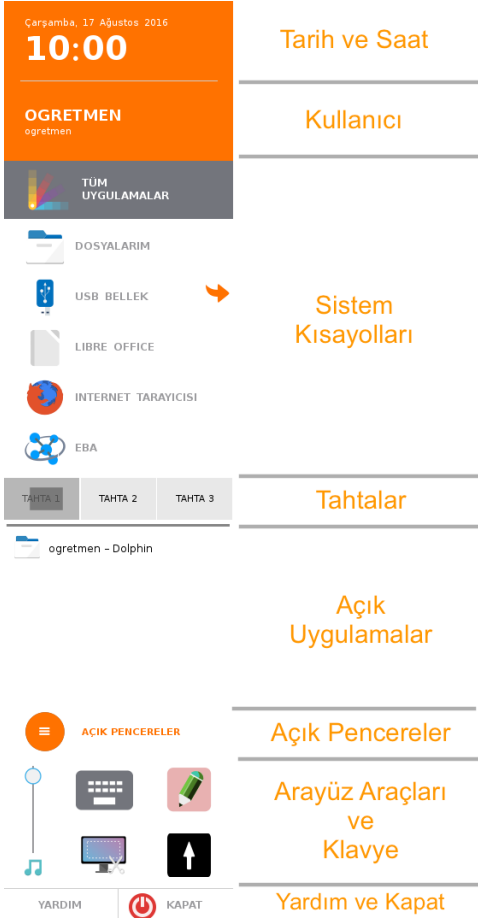 Çarşamba, 17 Ağustos 2016
10:00
Tarih ve Saat
OGRETMEN
ogretmen
Kullanıcı
TÜM
UYGULAMALAR
DOSYALARIM
USB BELLEK
LIBRE OFFICE
INTERNET TARAYICISI
EBA
Sistem
Kısayolları
TAHTA 1
TAHTA 2
TAHTA 3
Tahtalar
ogretmen – Dolphin
Açık
Uygulamalar
AÇIK PENCERELER
Açık Pencereler
Arayüz Araçları
ve
Klavye
YARDIM
KAPAT
Yardım ve Kapat